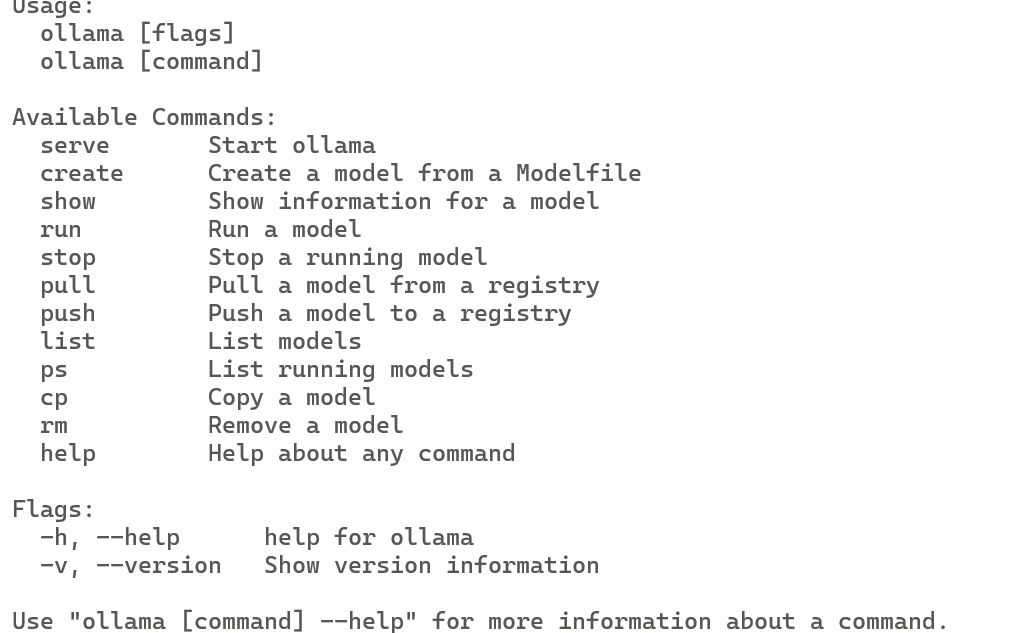 Usage:
  ollama [flags]
  ollama [command]

Available Commands:
  serve       Start ollama
  create      Create a model from a Modelfile
  show        Show information for a model
  run         Run a model
  stop        Stop a running model
  pull        Pull a model from a registry
  push        Push a model to a registry
  list        List models
  ps          List running models
  cp          Copy a model
  rm          Remove a model
  help        Help about any command

Flags:
  -h, --help      help for ollama
  -v, --version   Show version information

Use "ollama [command] --help" for more information about a command.